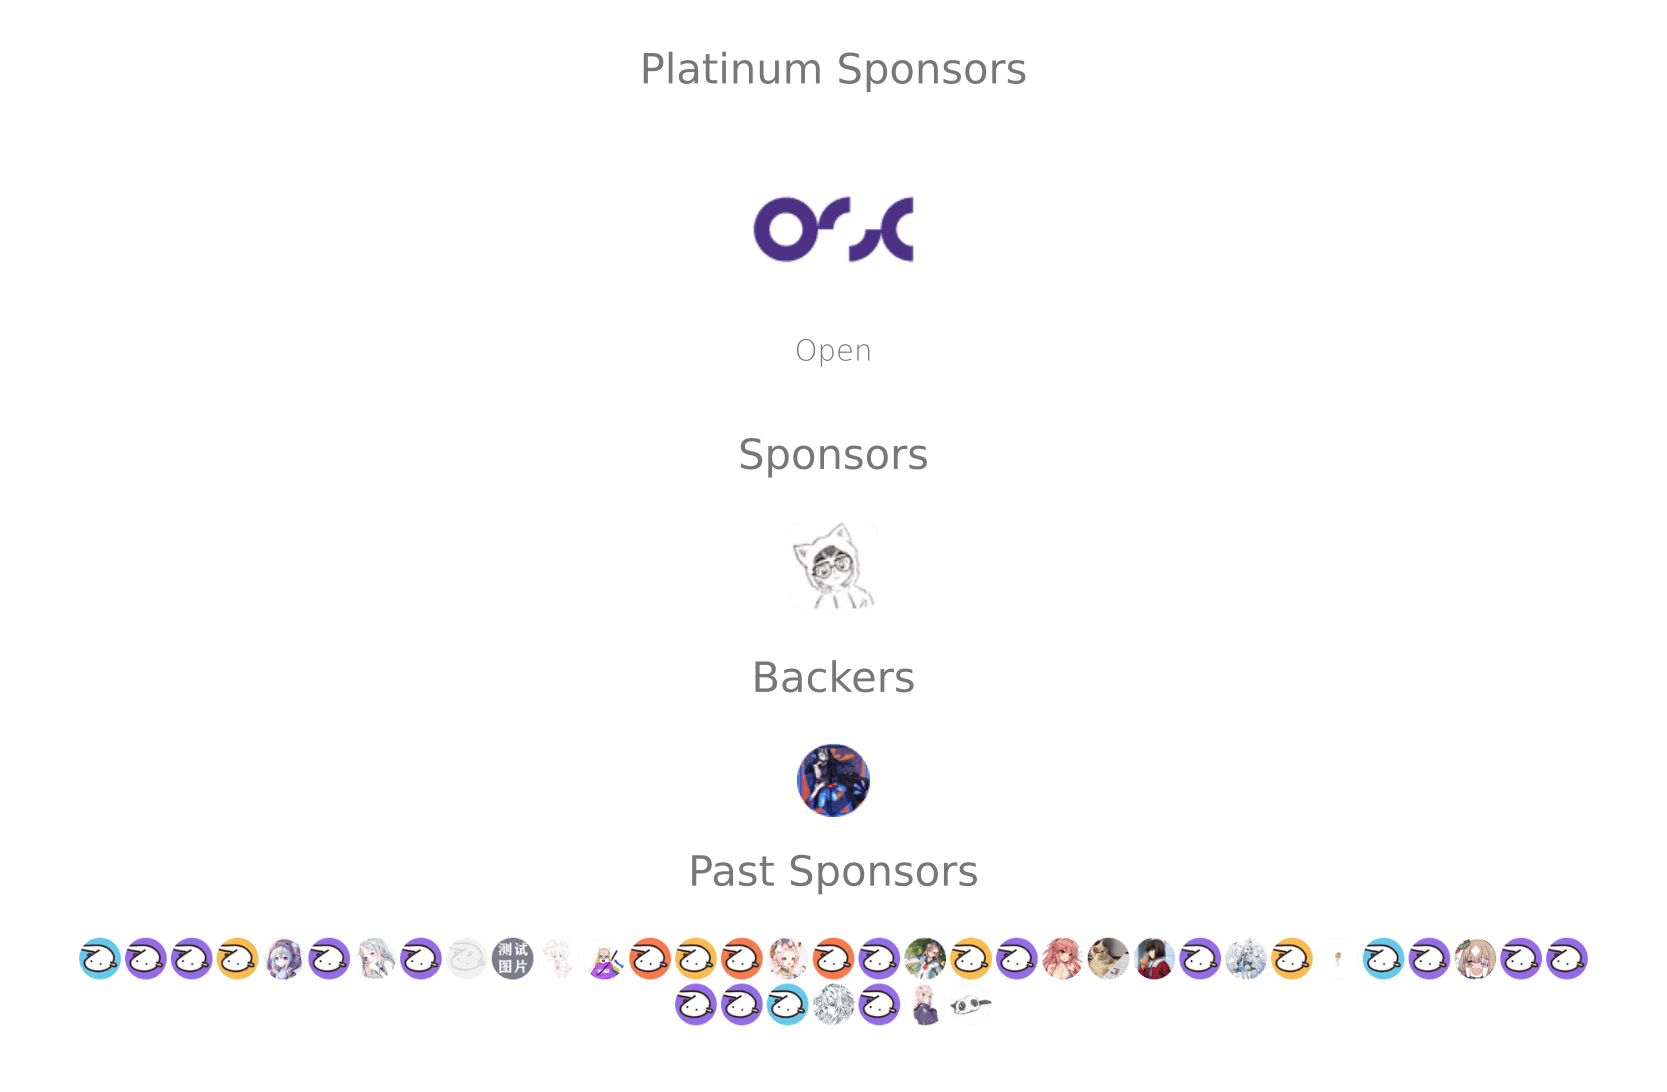 Platinum Sponsors
Open
Sponsors
Backers
Past Sponsors
测试
图片